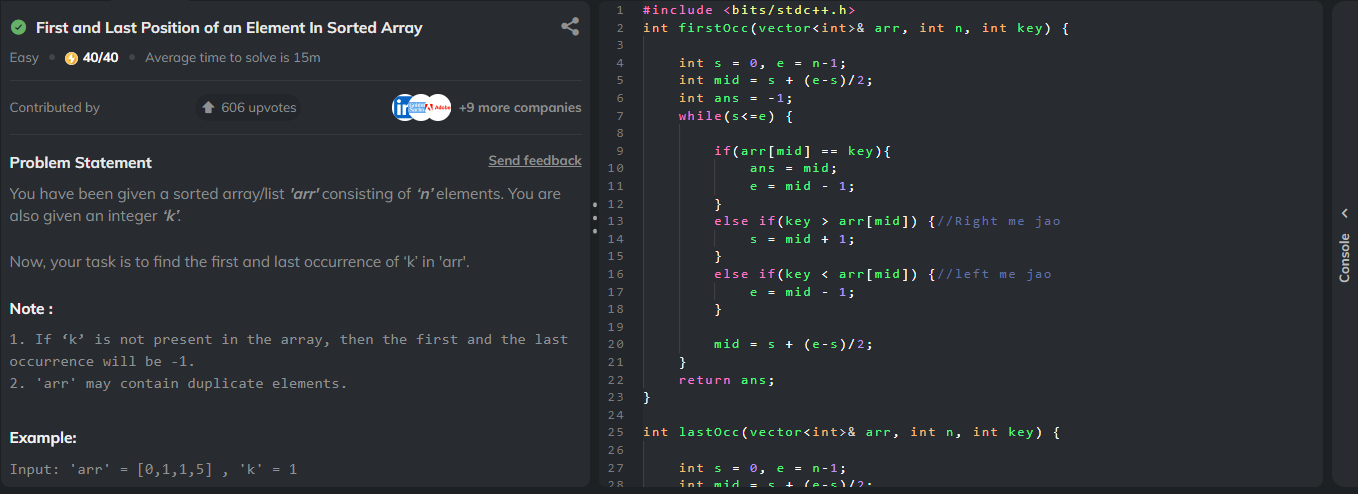 First and Last Position of an Element In Sorted Array
Easy • 40/40 • Average time to solve is 15m
Contributed by
606 upvotes
in
Adobe
+9 more companies
Problem Statement
Send feedback
You have been given a sorted array/list 'arr' consisting of ‘n’ elements. You are
also given an integer ‘k’.
Now, your task is to find the first and last occurrence of ‘k’ in 'arr'.
Note :
1. If ‘k’ is not present in the array, then the first and the last
occurrence will be -1.
2. 'arr' may contain duplicate elements.
Example:
Input: 'arr' = [0,1,1,5] , 'k' = 1
1 #include <bits/stdc++.h>
2 int firstOcc(vector<int>& arr, int n, int key) {
3
4     int s = 0, e = n-1;
5     int mid = s + (e-s)/2;
6     int ans = -1;
7     while(s<=e) {
8
9         if(arr[mid] == key){
10             ans = mid;
11             e = mid - 1;
12         }
13         else if(key > arr[mid]) {//Right me jao
14             s = mid + 1;
15         }
16         else if(key < arr[mid]) {//left me jao
17             e = mid - 1;
18         }
19
20         mid = s + (e-s)/2;
21     }
22     return ans;
23 }
24
25 int lastOcc(vector<int>& arr, int n, int key) {
26
27     int s = 0, e = n-1;
28     int mid = s + (e-s)/2;
Console